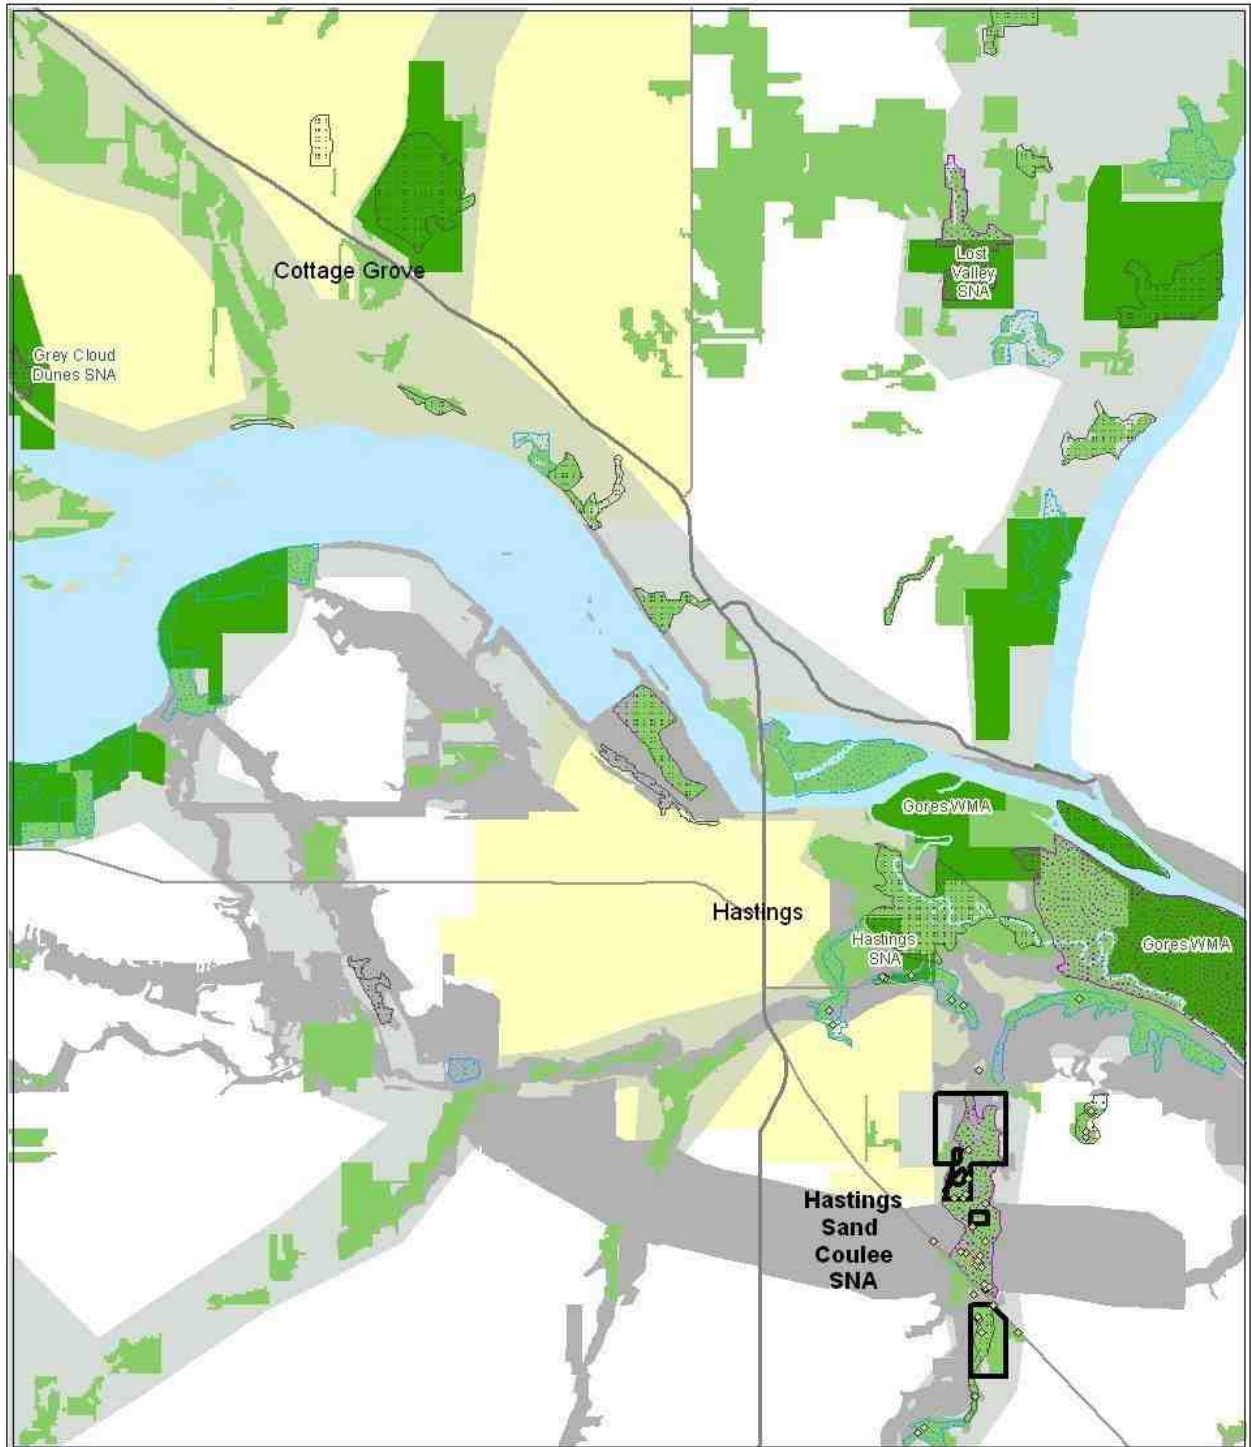 Lost
Valley
SNA
Cottage Grove
Grey Cloud
Dunes SNA
Gores WMA
Hastings
Hastings
SNA
Gores WMA
Hastings
Sand
Coulee
SNA